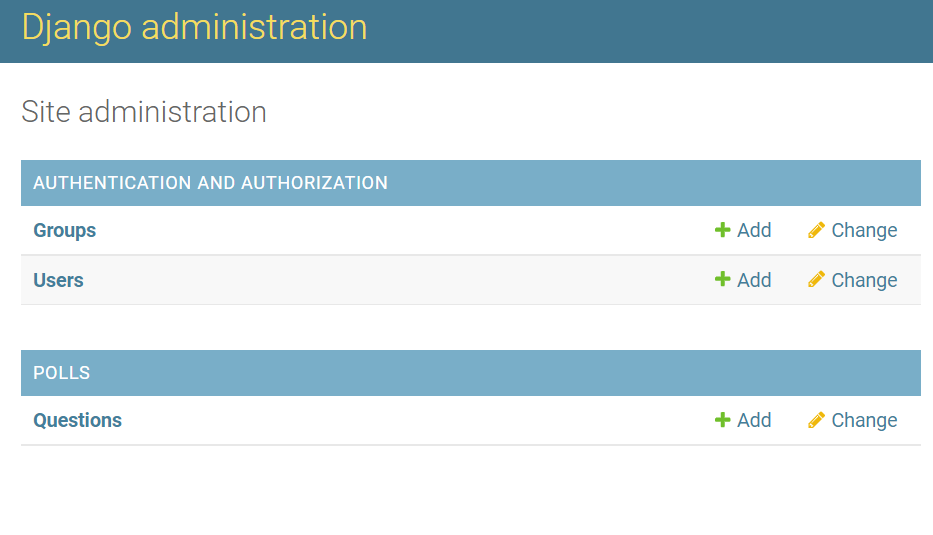 Django administration
Site administration
AUTHENTICATION AND AUTHORIZATION
Groups Add Change
Users Add Change
POLLS
Questions Add Change